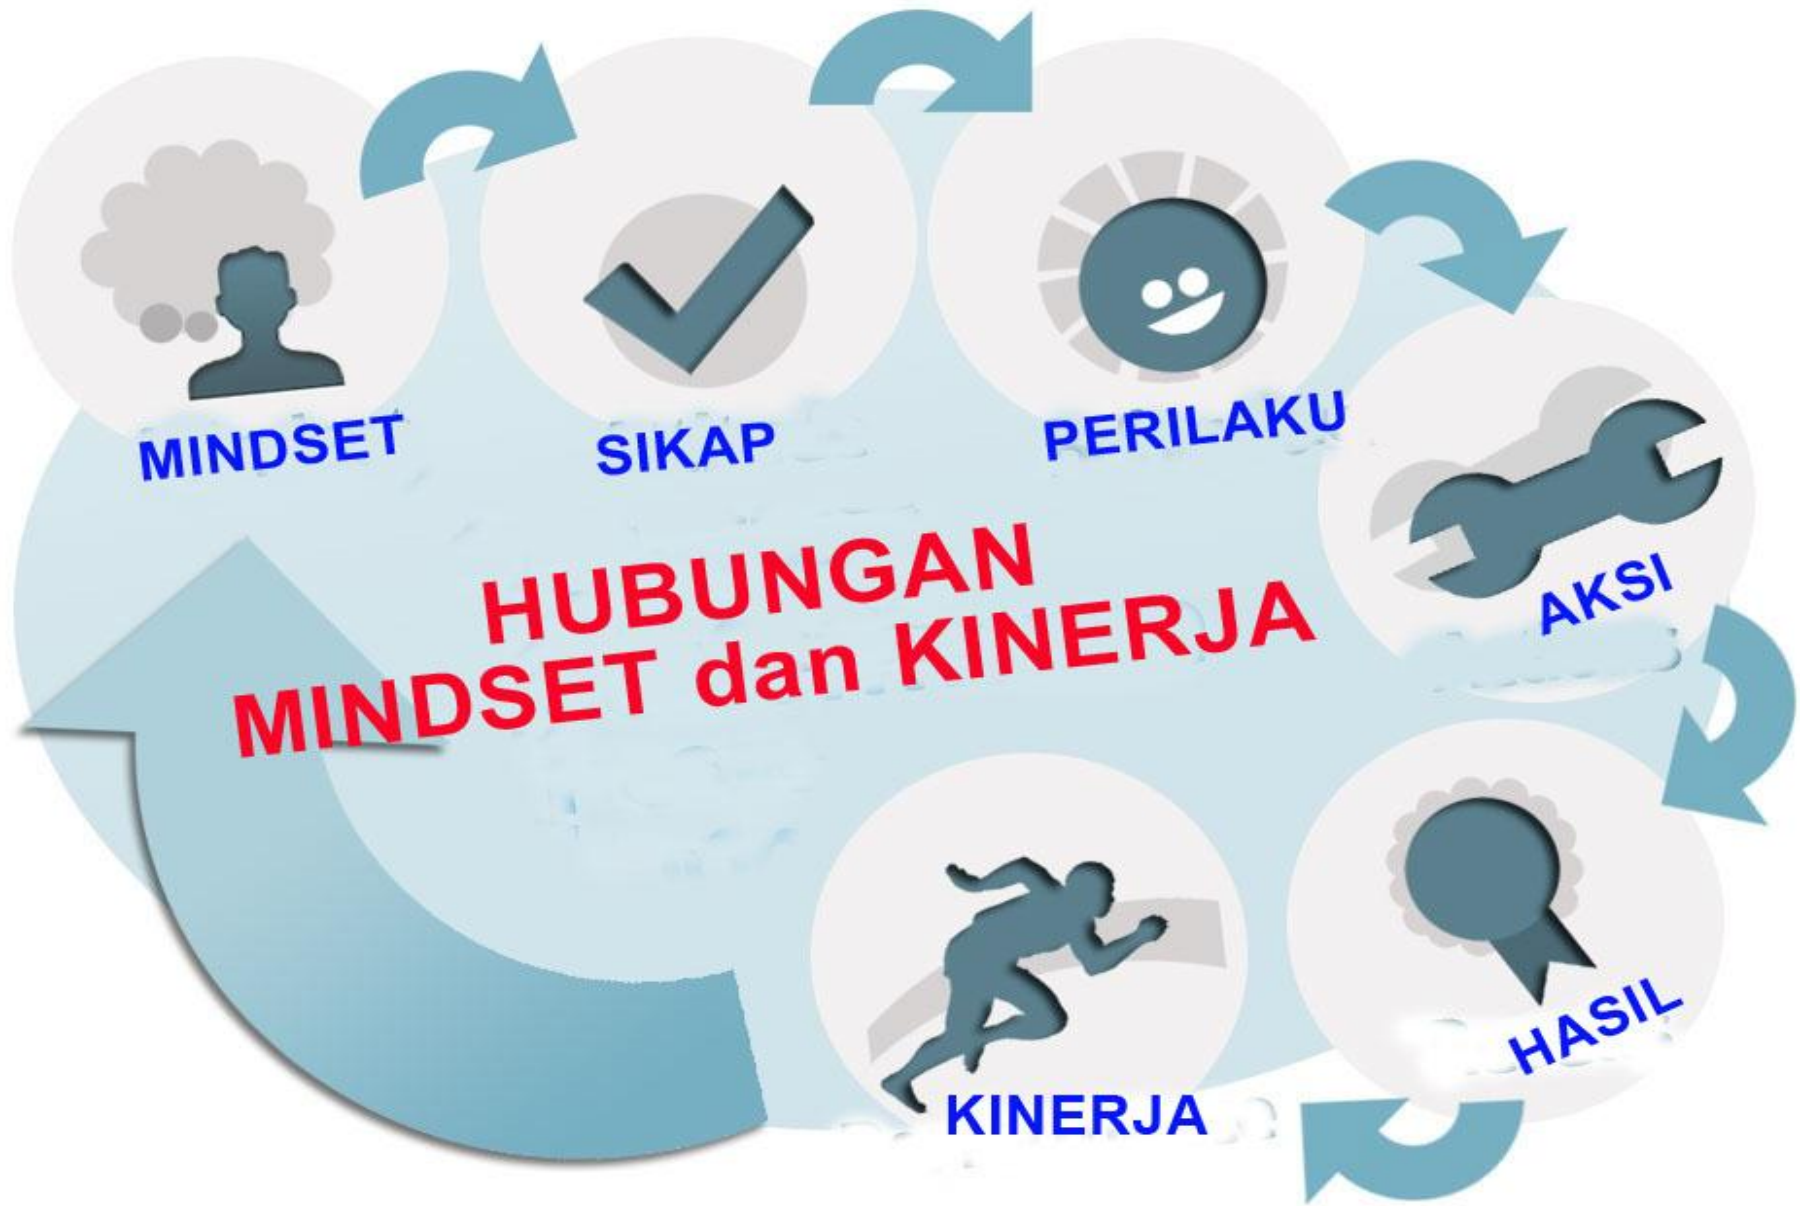 MINDSET
SIKAP
PERILAKU
AKSI
HUBUNGAN
MINDSET dan KINERJA
HASIL
KINERJA